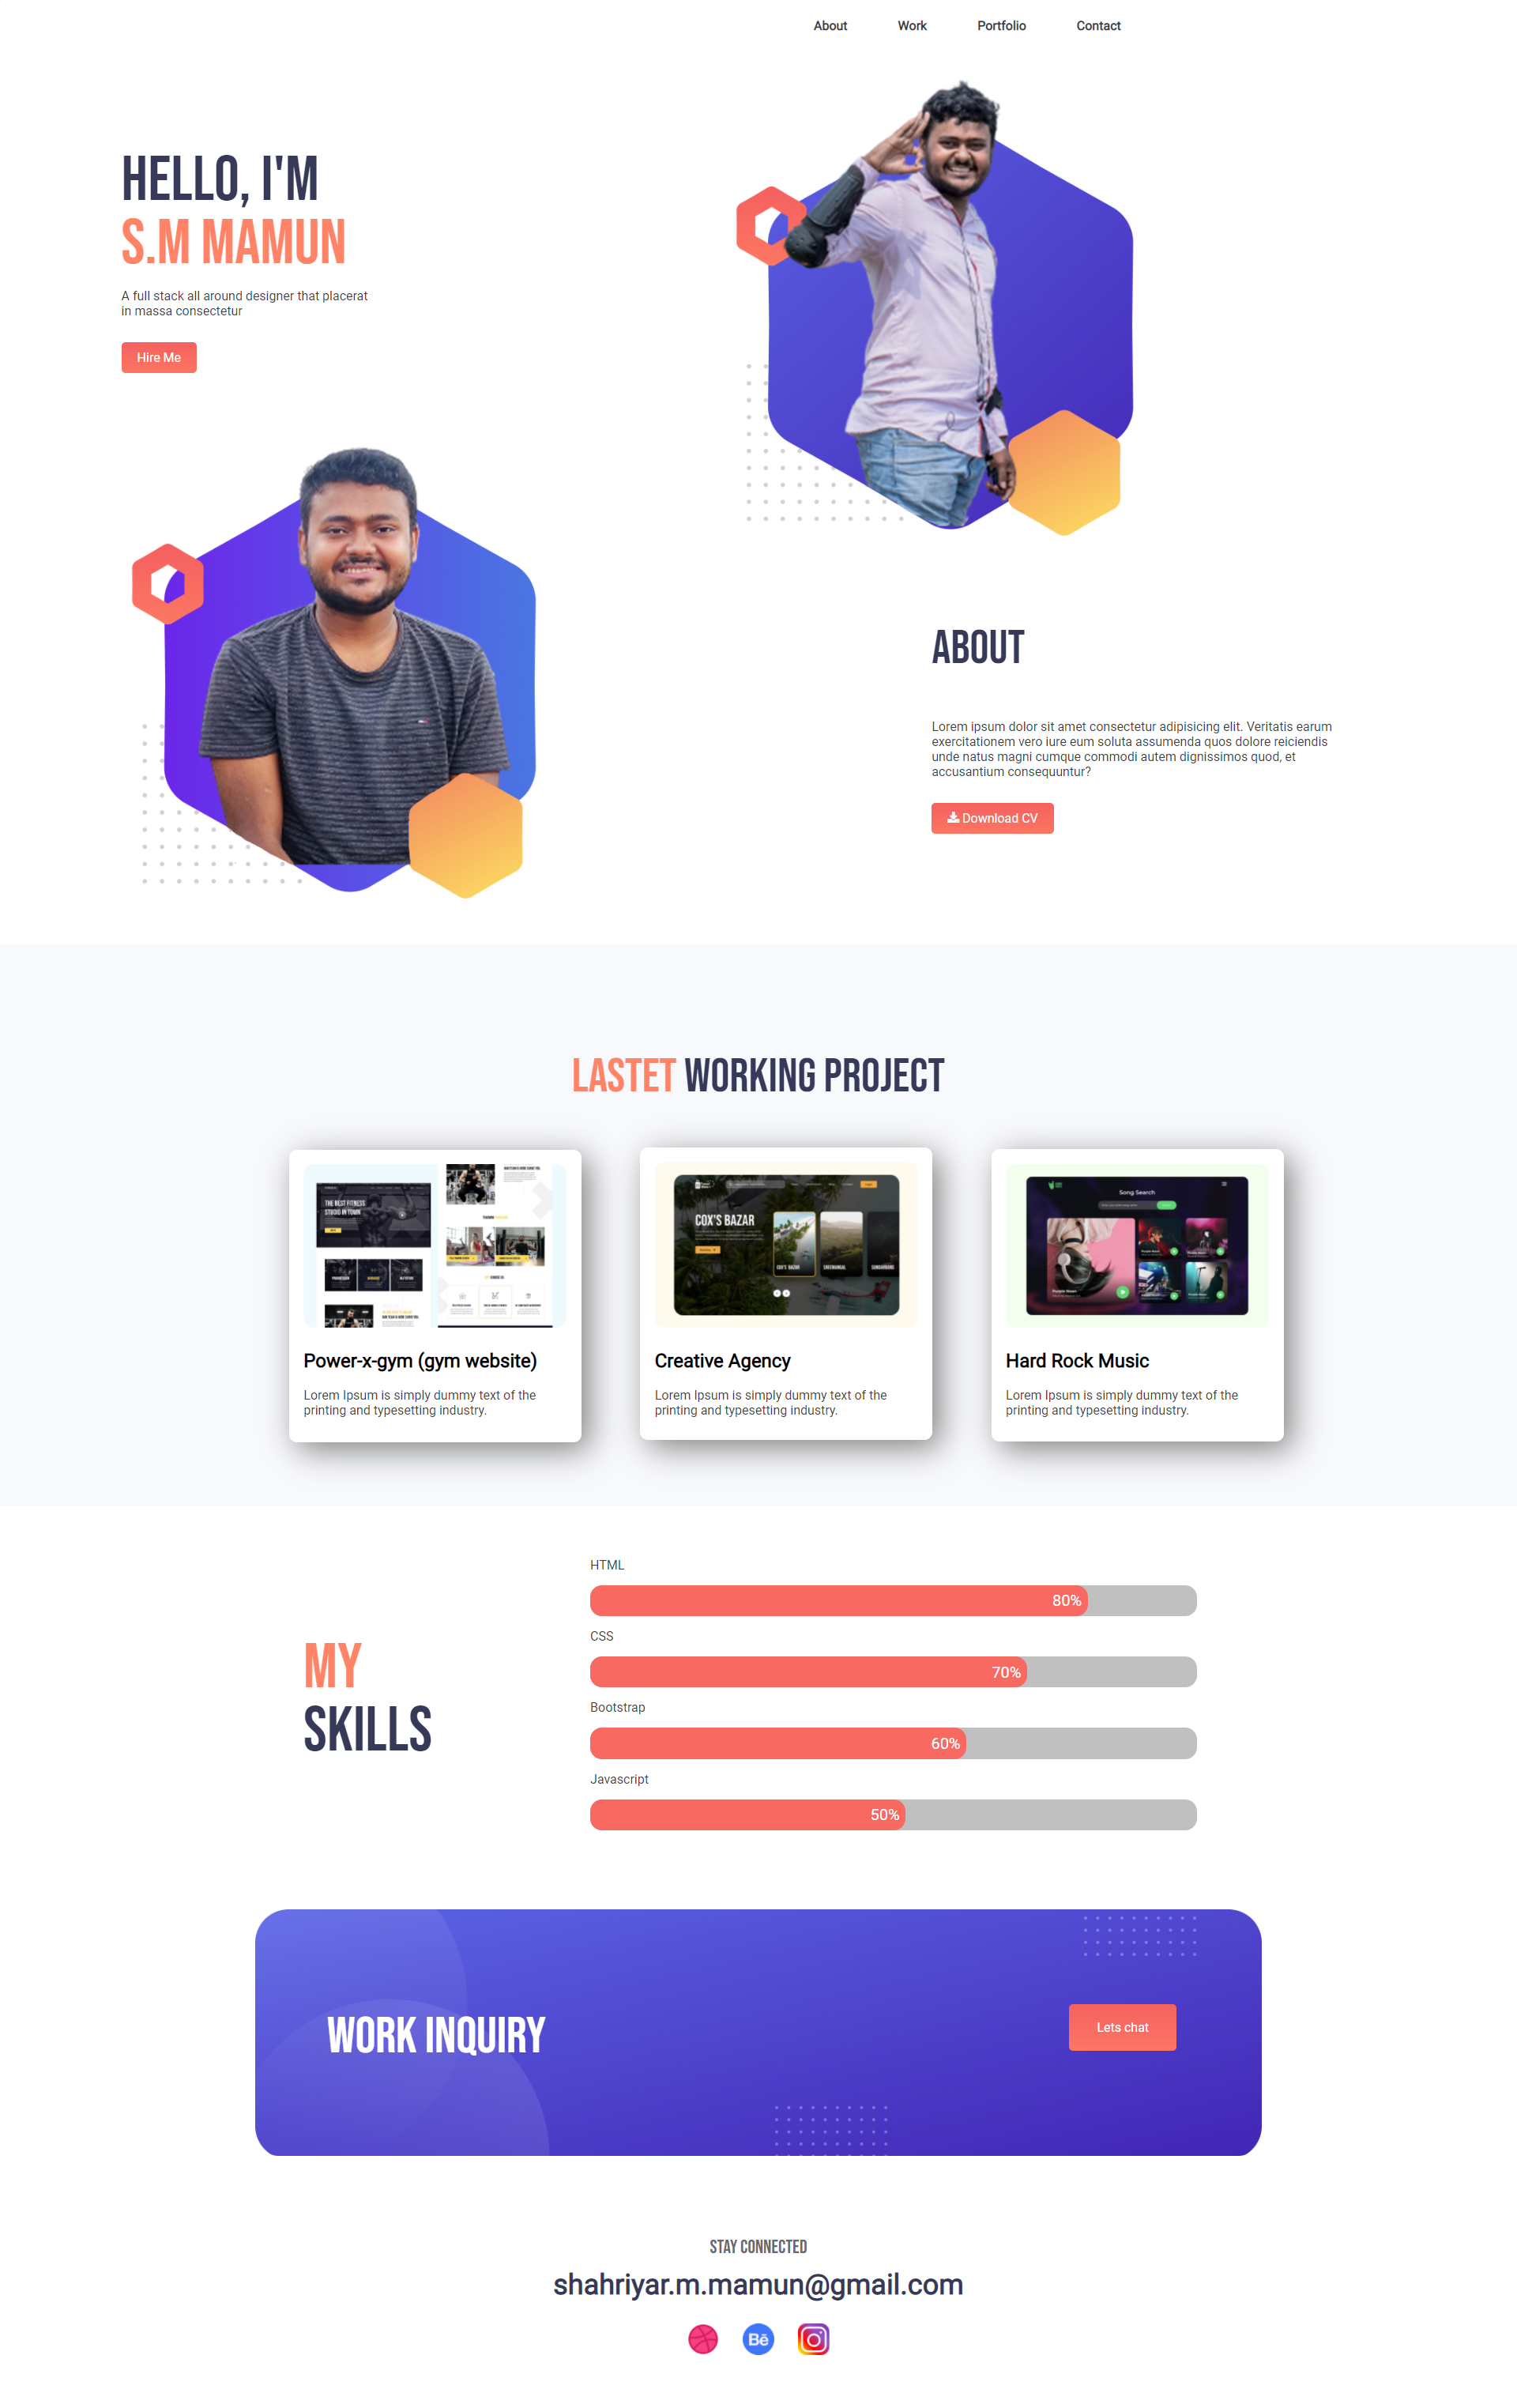 About Work Portfolio Contact
HELLO, I'M
S.M MAMUN
A full stack all around designer that placerat
in massa consectetur
Hire Me
ABOUT
Lorem ipsum dolor sit amet consectetur adipisicing elit. Veritatis earum
exercitationem vero iure eum soluta assumenda quos dolore reiciendis
unde natus magni cumque commodi autem dignissimos quod, et
accusantium consequuntur?
Download CV
LASTET WORKING PROJECT
THE BEST FITNESS
STUDIO IN TOWN
Power-x-gym (gym website)
Lorem Ipsum is simply dummy text of the
printing and typesetting industry.
COX'S BAZAR
COX'S BAZAR SREEMANGAL SUNDARBANS
Creative Agency
Lorem Ipsum is simply dummy text of the
printing and typesetting industry.
Song Search
Hard Rock Music
Lorem Ipsum is simply dummy text of the
printing and typesetting industry.
MY
SKILLS
HTML
80%
CSS
70%
Bootstrap
60%
Javascript
50%
WORK INQUIRY
Lets chat
STAY CONNECTED
shahriyar.m.mamun@gmail.com
Bē